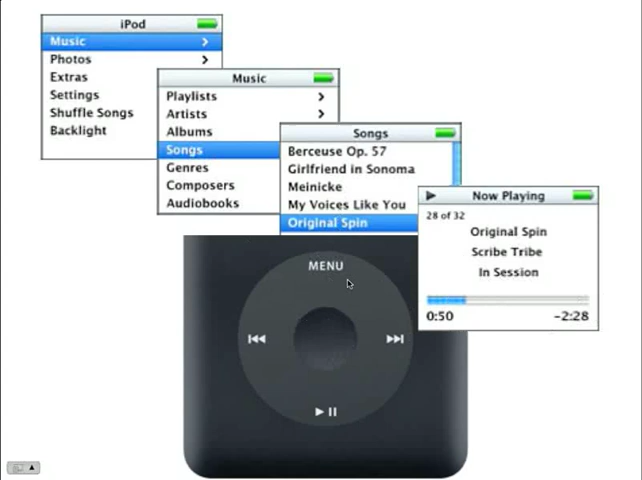 iPod
Music
Photos
Extras
Settings
Shuffle Songs
Backlight
Music
Playlists
Artists
Albums
Songs
Genres
Composers
Audiobooks
Songs
Berceuse Op. 57
Girlfriend in Sonoma
Meinicke
My Voices Like You
Original Spin
Now Playing
28 of 32
Original Spin
Scribe Tribe
In Session
0:50 -2:28
MENU